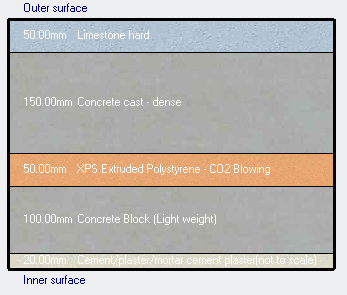 Outer surface
50.00mm Limestone hard
150.00mm Concrete cast - dense
50.00mm XPS Extruded Polystyrene - CO2 Blowing
100.00mm Concrete Block (Light weight)
20.00mm Cement/plaster/mortar cement plaster(not to scale)
Inner surface